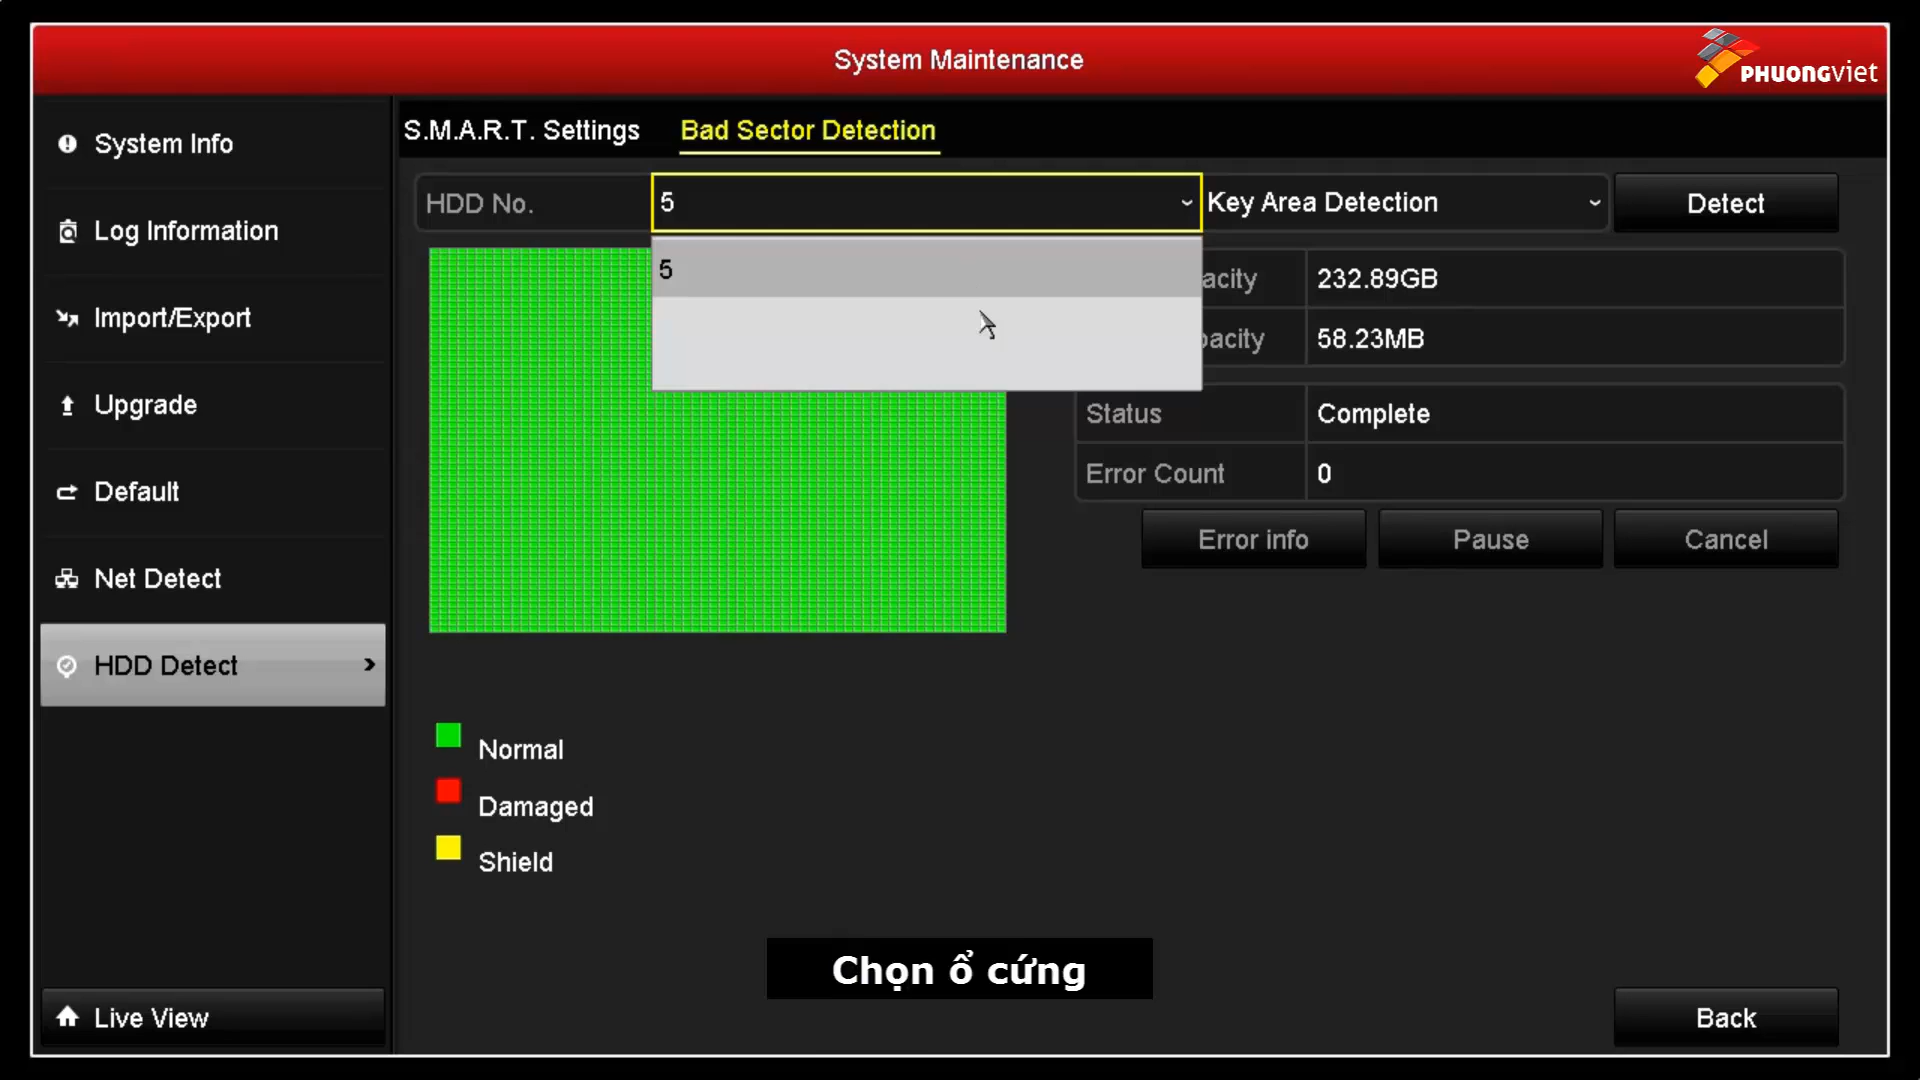 System Maintenance
PHUONGviet
System Info
Log Information
Import/Export
Upgrade
Default
Net Detect
HDD Detect
Live View
S.M.A.R.T. Settings
Bad Sector Detection
HDD No.
5
Key Area Detection
Detect
5
acity
232.89GB
pacity
58.23MB
Status
Complete
Error Count
0
Error info
Pause
Cancel
Normal
Damaged
Shield
Chọn ổ cứng
Back